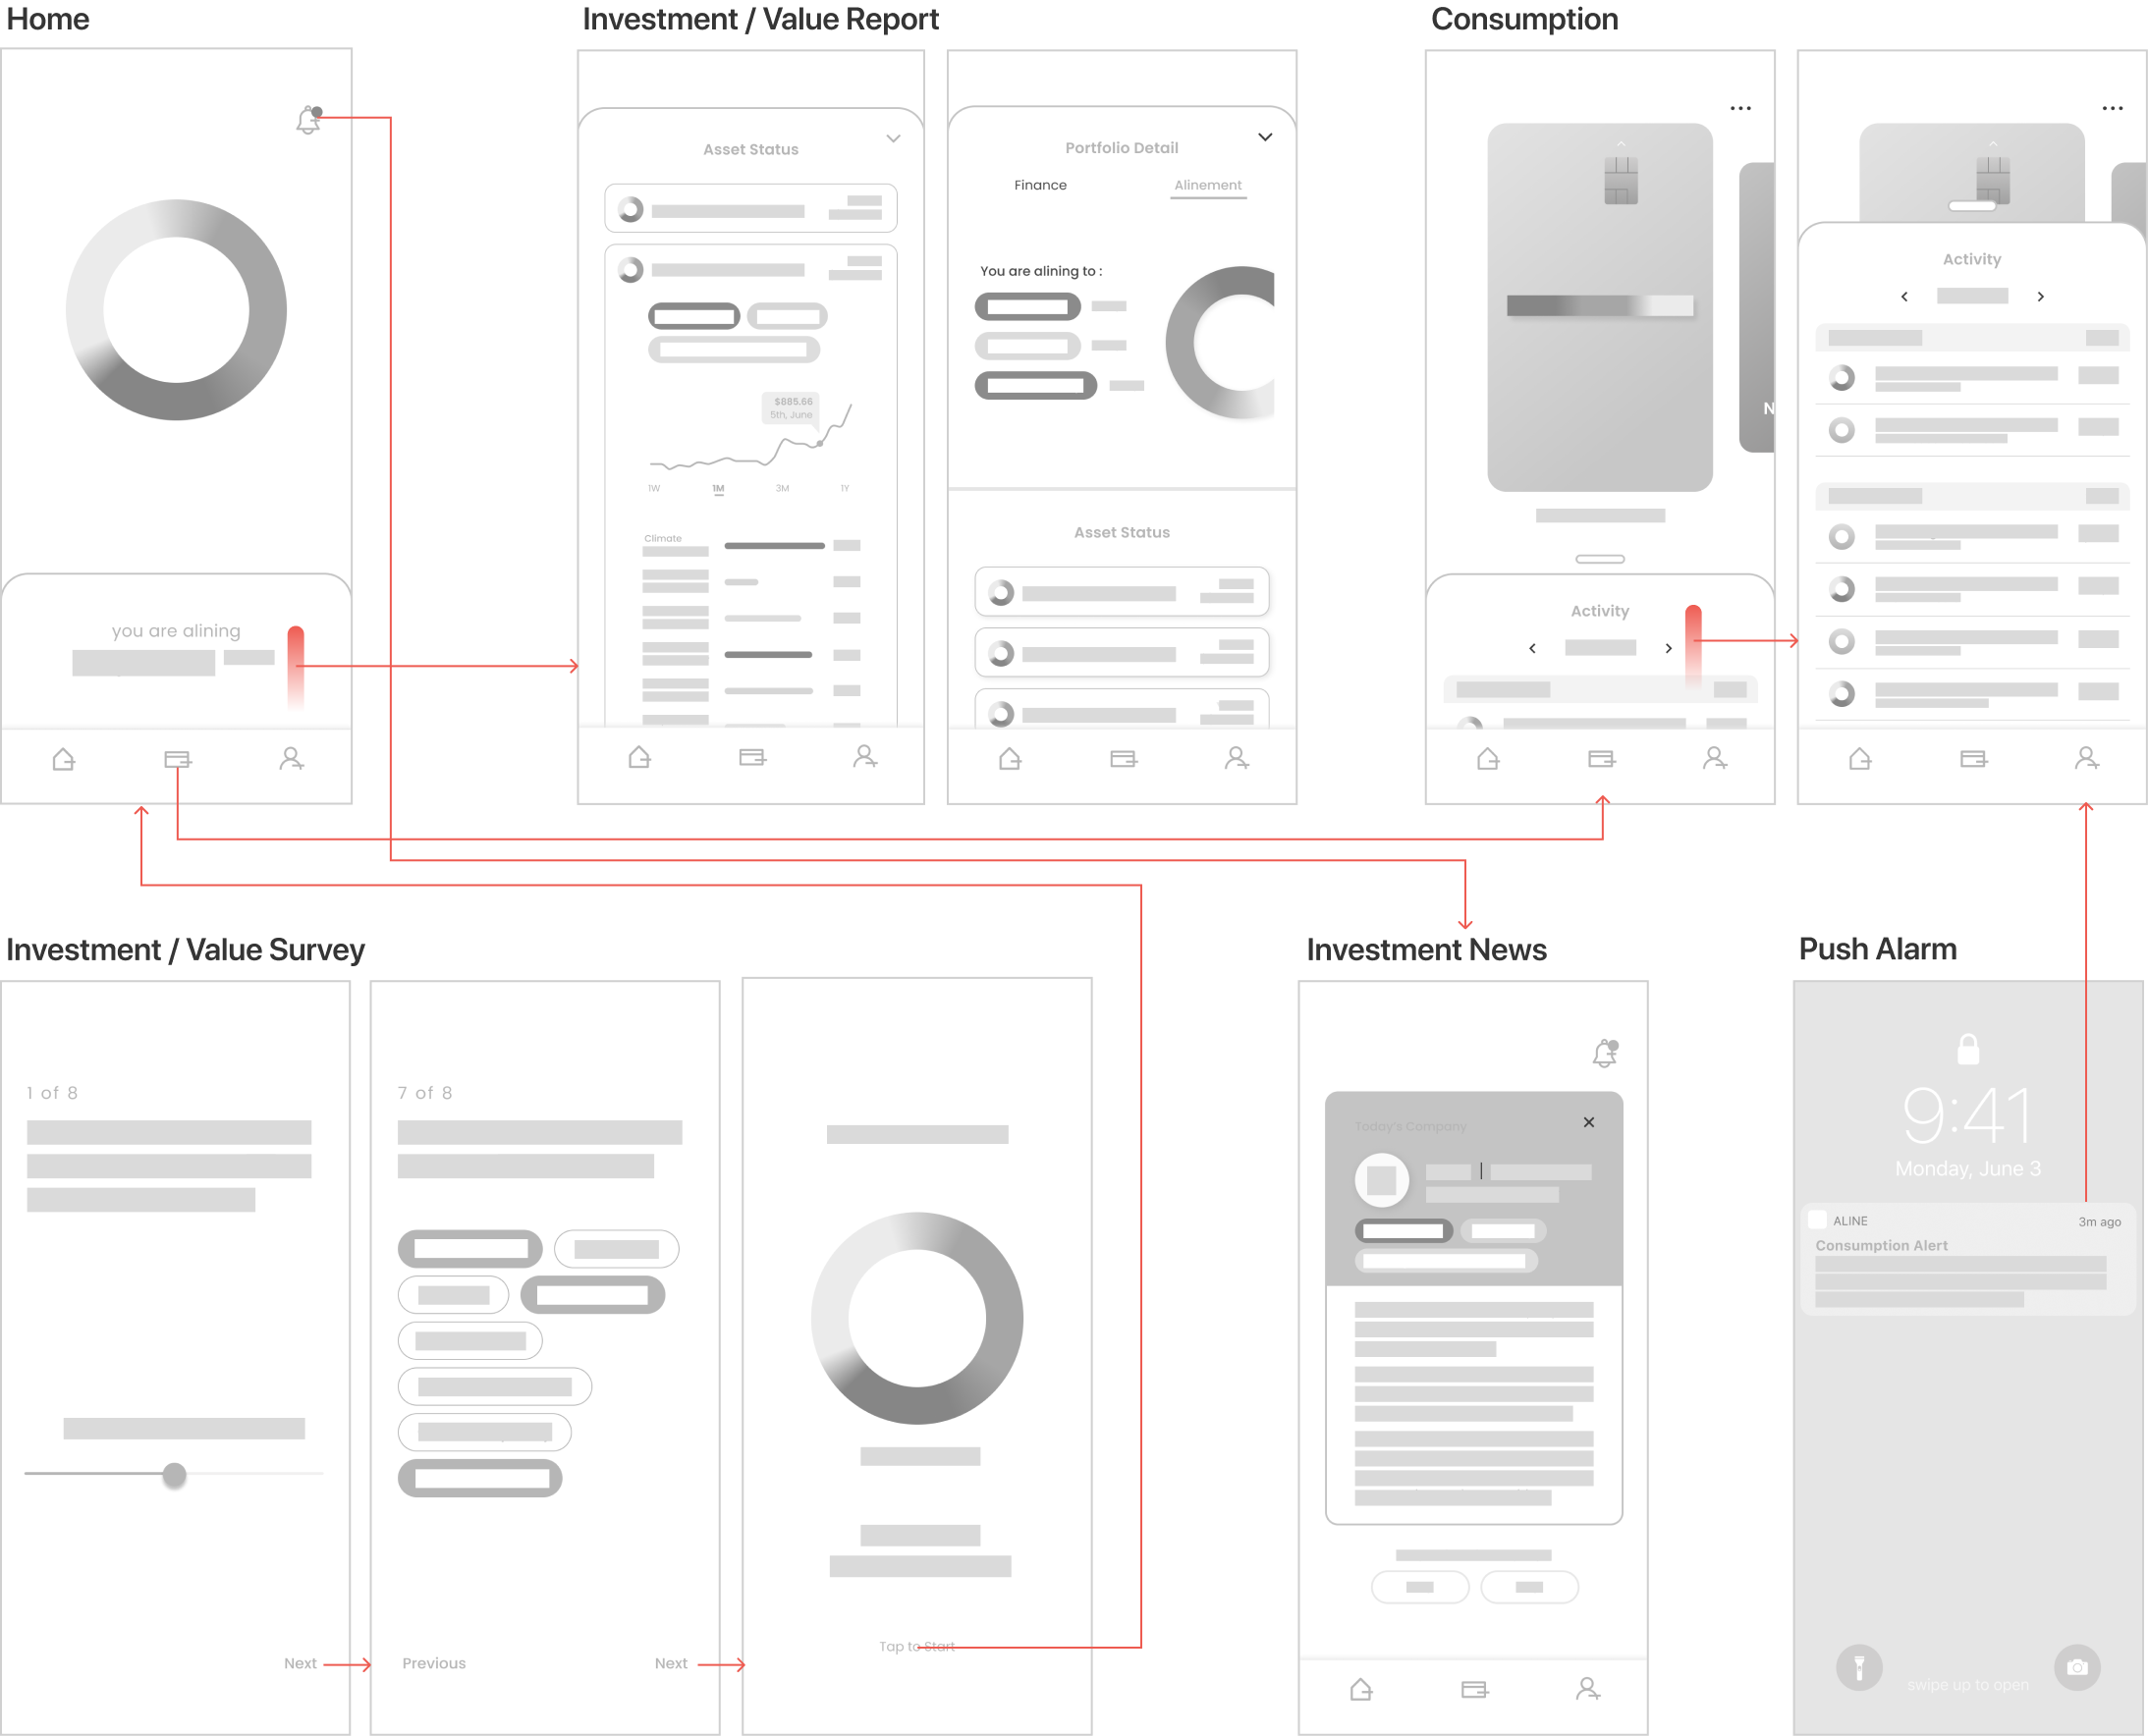 Home
you are alining
Investment / Value Report
Asset Status
$885.66
5th, June
1W
1M
3M
1Y
Climate
Portfolio Detail
Finance
Alinement
You are alining to :
Asset Status
Consumption
N
Activity
Activity
Investment / Value Survey
1 of 8
Next
7 of 8
Previous
Next
Tap to Start
Investment News
Today's Company
Push Alarm
9:41
Monday, June 3
ALINE
3m ago
Consumption Alert
swipe up to open